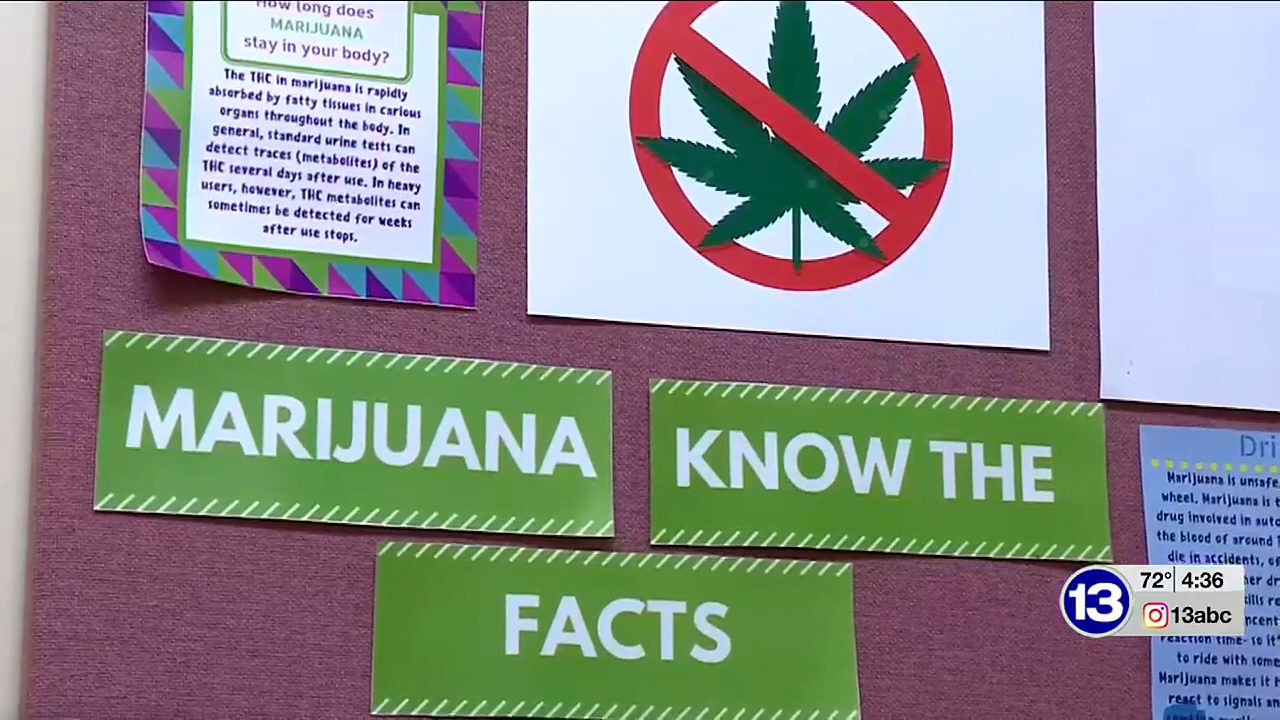 How long does
MARIJUANA
stay in your body?
The THC in marijuana is rapidly
absorbed by fatty tissues in carious
organs throughout the body. In
general, standard urine tests can
detect traces (metabolites) of the
THC several days after use. In heavy
users, however, THC metabolites can
sometimes be detected for weeks
after use stops.
MARIJUANA
KNOW THE
FACTS
Marijuana is unsafe
wheel. Marijuana is
drug involved in
the blood of around
die in accidents,
reaction time- so
to ride with
Marijuana makes it
react to signals
13
72° 4:36
13abc